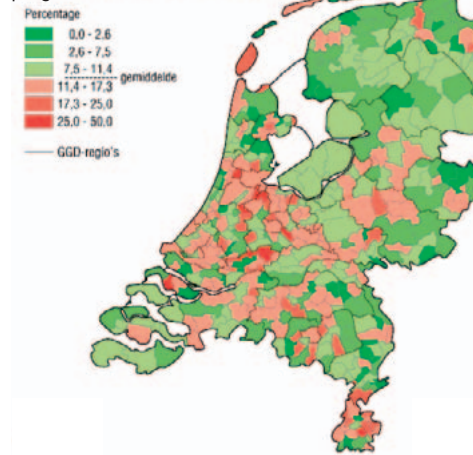 Percentage
0,0 - 2.6
2,6 - 7,5
7,5 - 11,4
gemiddelde
11,4 - 17,3
17,3 - 25,0
25,0 - 50,0
GGD-regio's